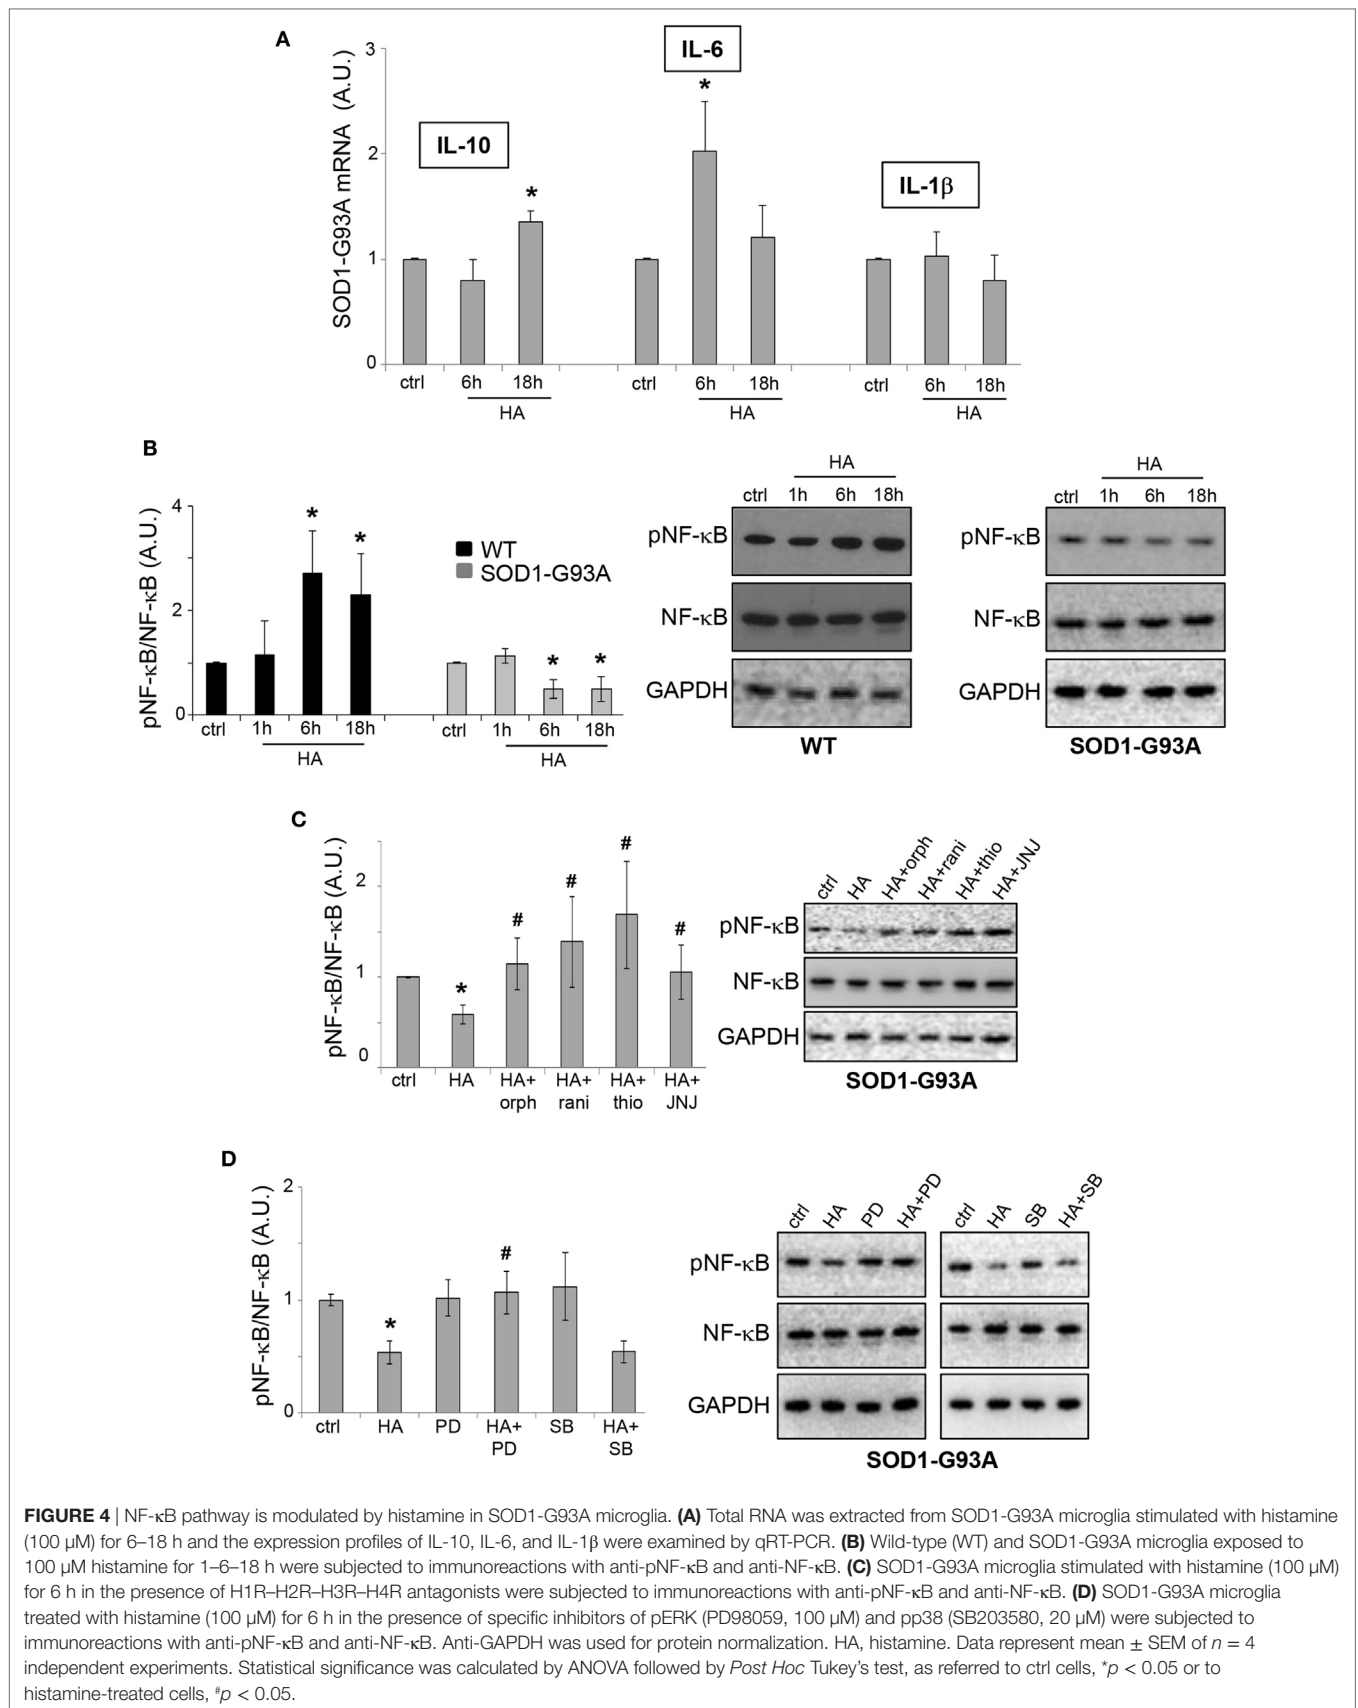 A
SOD1-G93A mRNA (A.U.)
3
2
1
0
IL-10
*
IL-6
*
IL-1β
ctrl 6h 18h ctrl 6h 18h ctrl 6h 18h
HA HA HA
B
pNF-κB/NF-κB (A.U.)
4
2
0
* *
* *
WT
SOD1-G93A
ctrl 1h 6h 18h ctrl 1h 6h 18h
HA HA
HA
ctrl 1h 6h 18h
pNF-κB
NF-κB
GAPDH
WT
HA
ctrl 1h 6h 18h
pNF-κB
NF-κB
GAPDH
SOD1-G93A
C
pNF-κB/NF-κB (A.U.)
2
1
0
* # # # #
ctrl HA HA+ HA+ HA+ HA+
orph rani thio JNJ
ctrl HA HA+orph HA+rani HA+thio HA+JNJ
pNF-κB
NF-κB
GAPDH
SOD1-G93A
D
pNF-κB/NF-κB (A.U.)
2
1
0
* #
ctrl HA PD HA+ SB HA+
PD SB
ctrl HA PD HA+PD ctrl HA SB HA+SB
pNF-κB
NF-κB
GAPDH
SOD1-G93A
FIGURE 4 | NF-κB pathway is modulated by histamine in SOD1-G93A microglia. (A) Total RNA was extracted from SOD1-G93A microglia stimulated with histamine
(100 µM) for 6–18 h and the expression profiles of IL-10, IL-6, and IL-1β were examined by qRT-PCR. (B) Wild-type (WT) and SOD1-G93A microglia exposed to
100 µM histamine for 1–6–18 h were subjected to immunoreactions with anti-pNF-κB and anti-NF-κB. (C) SOD1-G93A microglia stimulated with histamine (100 µM)
for 6 h in the presence of H1R–H2R–H3R–H4R antagonists were subjected to immunoreactions with anti-pNF-κB and anti-NF-κB. (D) SOD1-G93A microglia
treated with histamine (100 µM) for 6 h in the presence of specific inhibitors of pERK (PD98059, 100 µM) and pp38 (SB203580, 20 µM) were subjected to
immunoreactions with anti-pNF-κB and anti-NF-κB. Anti-GAPDH was used for protein normalization. HA, histamine. Data represent mean ± SEM of n = 4
independent experiments. Statistical significance was calculated by ANOVA followed by Post Hoc Tukey's test, as referred to ctrl cells, *p < 0.05 or to
histamine-treated cells, #p < 0.05.